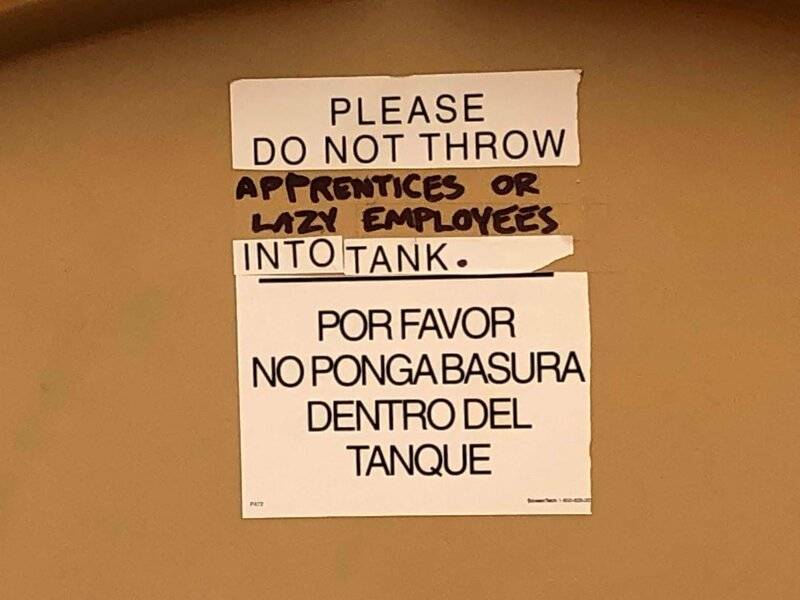 PLEASE
DO NOT THROW
APPRENTICES OR
LAZY EMPLOYEES
INTO TANK.
POR FAVOR
NO PONGA BASURA
DENTRO DEL
TANQUE